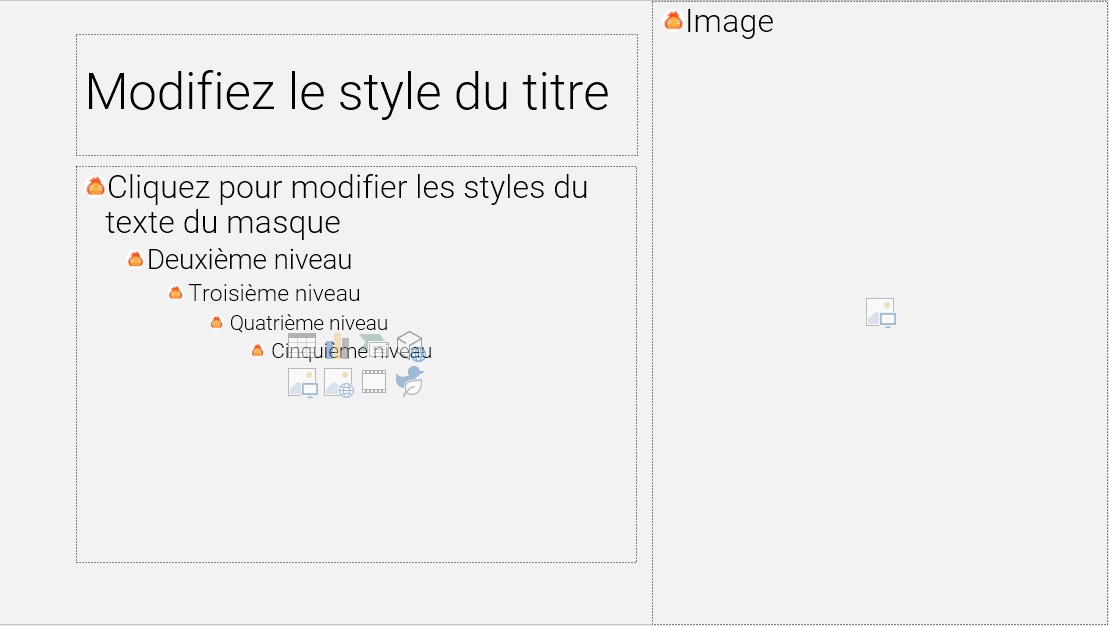 Modifiez le style du titre
Cliquez pour modifier les styles du
texte du masque
Deuxième niveau
Troisième niveau
Quatrième niveau
Cinquième niveau
Image